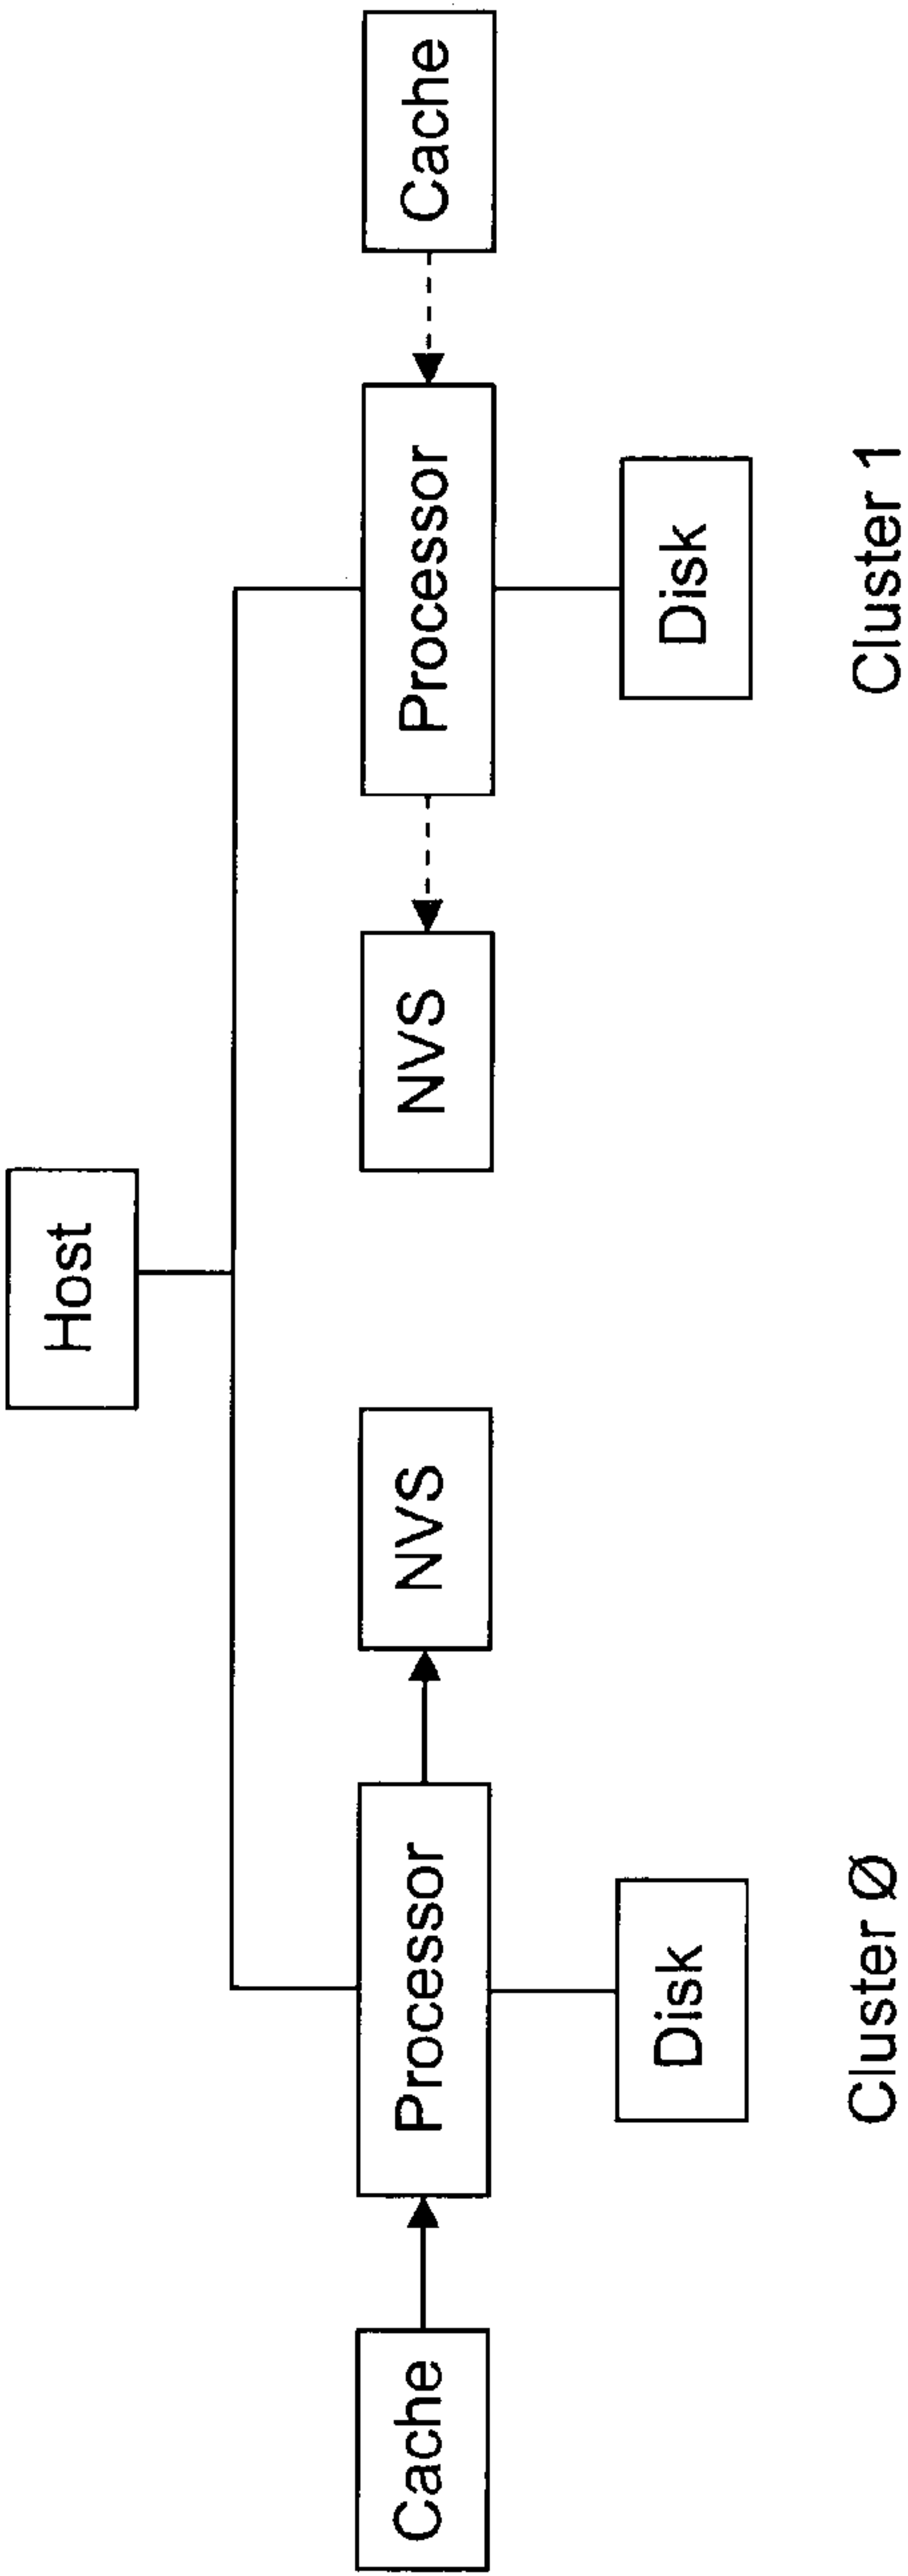 Host
Cache
Processor
NVS
NVS
Processor
Cache
Disk
Disk
Cluster Ø
Cluster 1